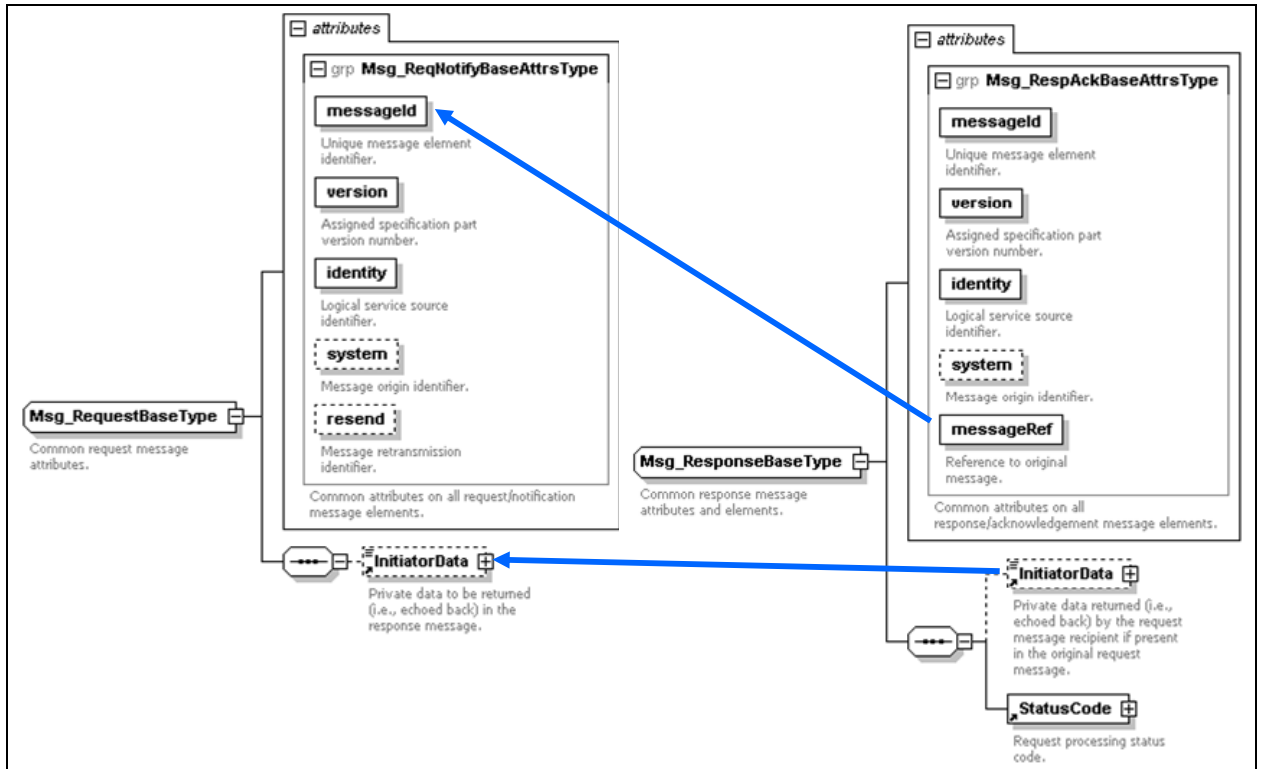 attributes
grp Msg_ReqNotifyBaseAttrsType
messageId
Unique message element
identifier.
version
Assigned specification part
version number.
identity
Logical service source
identifier.
system
Message origin identifier.
resend
Message retransmission
identifier.
Common attributes on all request/notification
message elements.
Msg_RequestBaseType
Common request message
attributes.
InitiatorData
Private data to be returned
(i.e., echoed back) in the
response message.
attributes
grp Msg_RespAckBaseAttrsType
messageId
Unique message element
identifier.
version
Assigned specification part
version number.
identity
Logical service source
identifier.
system
Message origin identifier.
messageRef
Reference to original
message.
Common attributes on all
response/acknowledgement message elements.
Msg_ResponseBaseType
Common response message
attributes and elements.
InitiatorData
Private data returned (i.e.,
echoed back) by the request
message recipient if present
in the original request
message.
StatusCode
Request processing status
code.